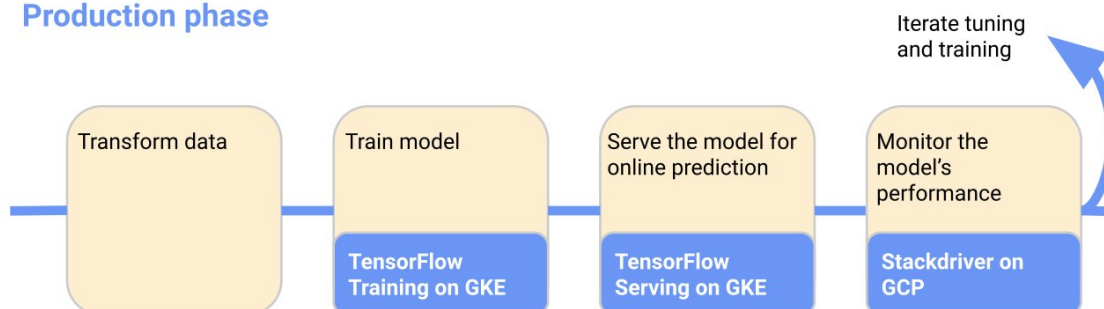 Production phase
Iterate tuning
and training
Transform data
Train model
Serve the model for
online prediction
Monitor the
model's
performance
TensorFlow
Training on GKE
TensorFlow
Serving on GKE
Stackdriver on
GCP